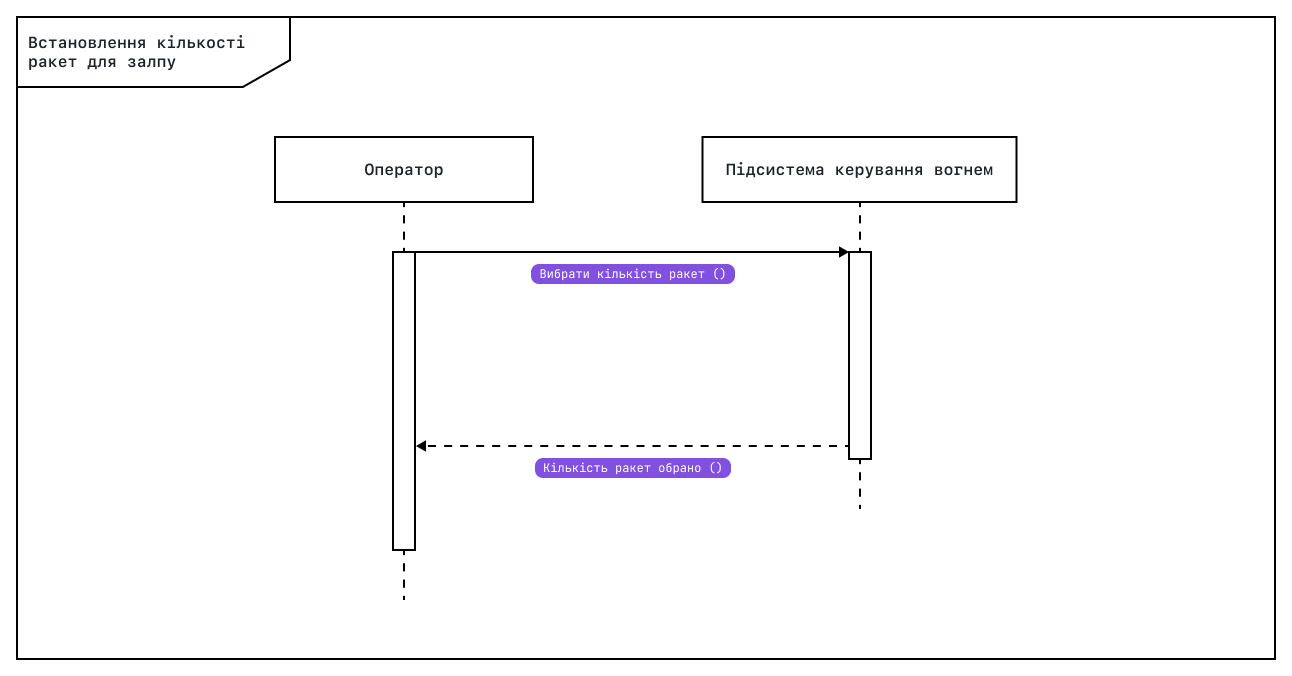 Встановлення кількості
ракет для залпу
Оператор
Підсистема керування вогнем
Вибрати кількість ракет ()
Кількість ракет обрано ()